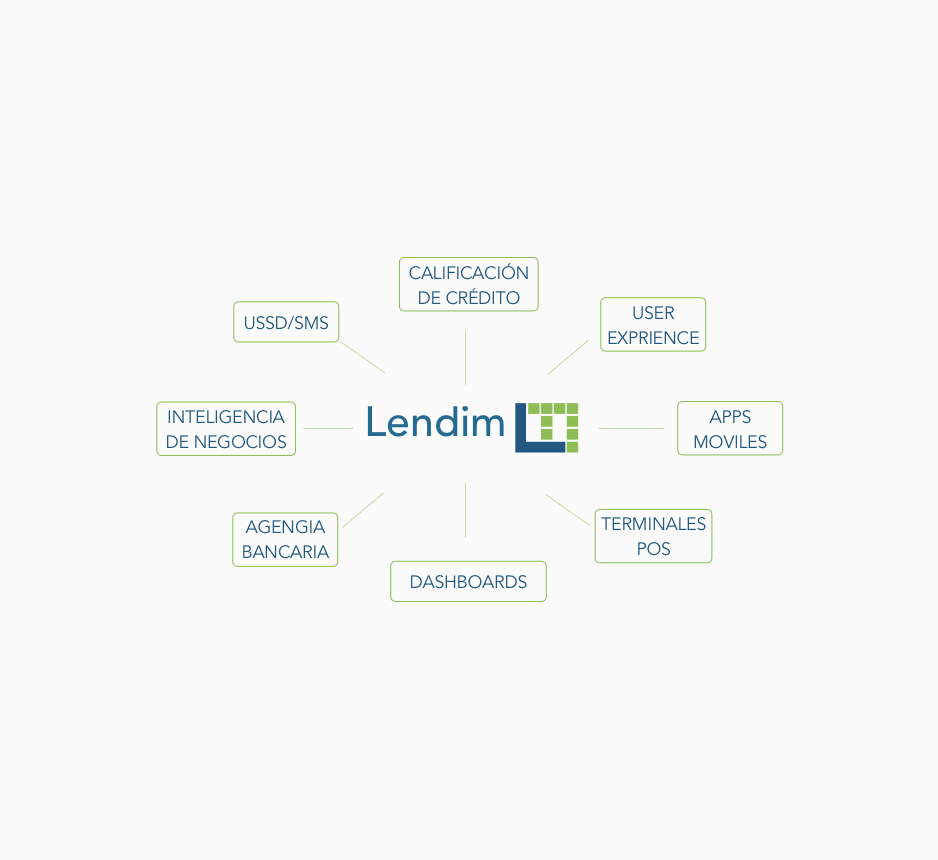 CALIFICACIÓN
DE CRÉDITO
USSD/SMS
USER
EXPRIENCE
INTELIGENCIA
DE NEGOCIOS
Lendim
APPS
MOVILES
AGENGIA
BANCARIA
TERMINALES
POS
DASHBOARDS